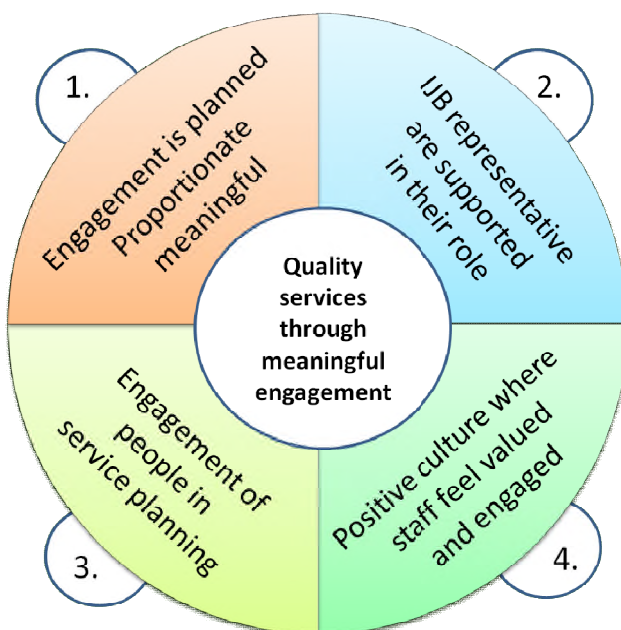 1.
Engagement is planned
Proportionate
meaningful
2.
IJB representative
are supported
in their role
Quality
services
through
meaningful
engagement
3.
Engagement of
people in
service planning
4.
Positive culture where
staff feel valued
and engaged